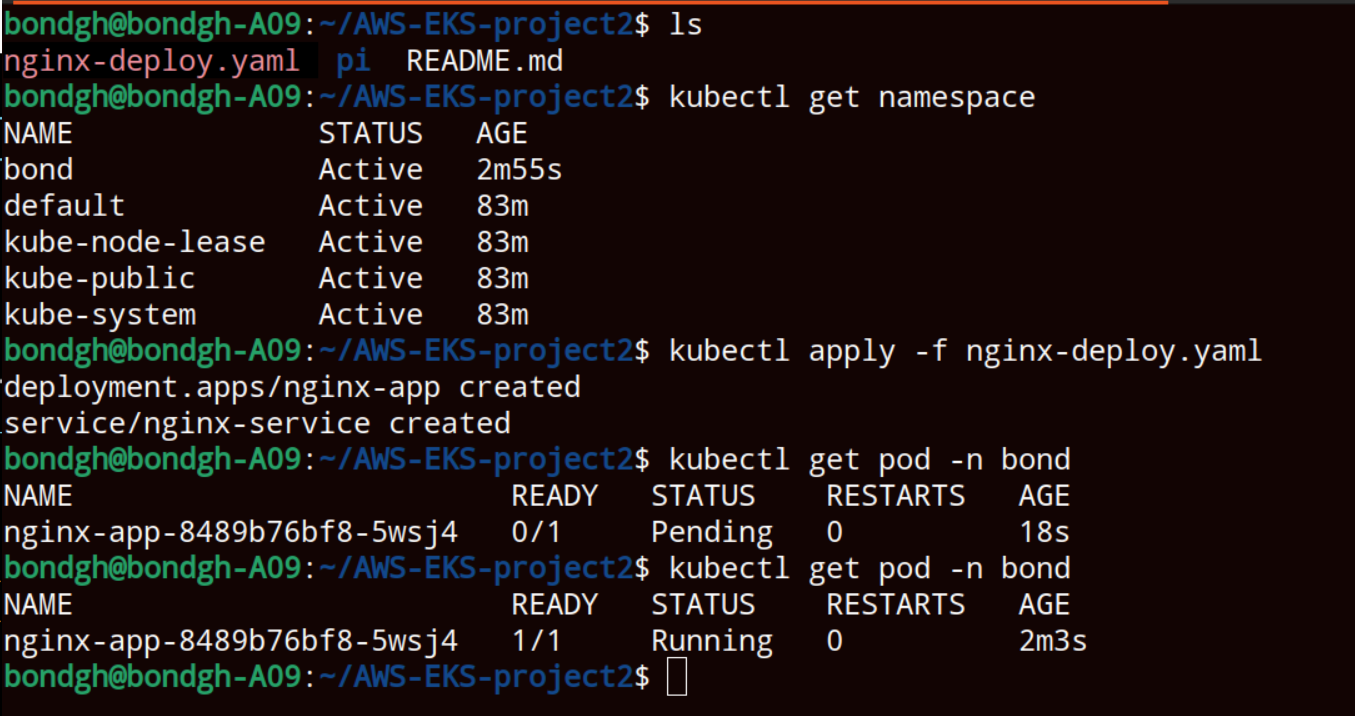 bondgh@bondgh-A09:~/AWS-EKS-project2$ ls
nginx-deploy.yaml  pi  README.md
bondgh@bondgh-A09:~/AWS-EKS-project2$ kubectl get namespace
NAME              STATUS   AGE
bond              Active   2m55s
default           Active   83m
kube-node-lease   Active   83m
kube-public       Active   83m
kube-system       Active   83m
bondgh@bondgh-A09:~/AWS-EKS-project2$ kubectl apply -f nginx-deploy.yaml
deployment.apps/nginx-app created
service/nginx-service created
bondgh@bondgh-A09:~/AWS-EKS-project2$ kubectl get pod -n bond
NAME                         READY   STATUS    RESTARTS   AGE
nginx-app-8489b76bf8-5wsj4   0/1     Pending   0          18s
bondgh@bondgh-A09:~/AWS-EKS-project2$ kubectl get pod -n bond
NAME                         READY   STATUS    RESTARTS   AGE
nginx-app-8489b76bf8-5wsj4   1/1     Running   0          2m3s
bondgh@bondgh-A09:~/AWS-EKS-project2$